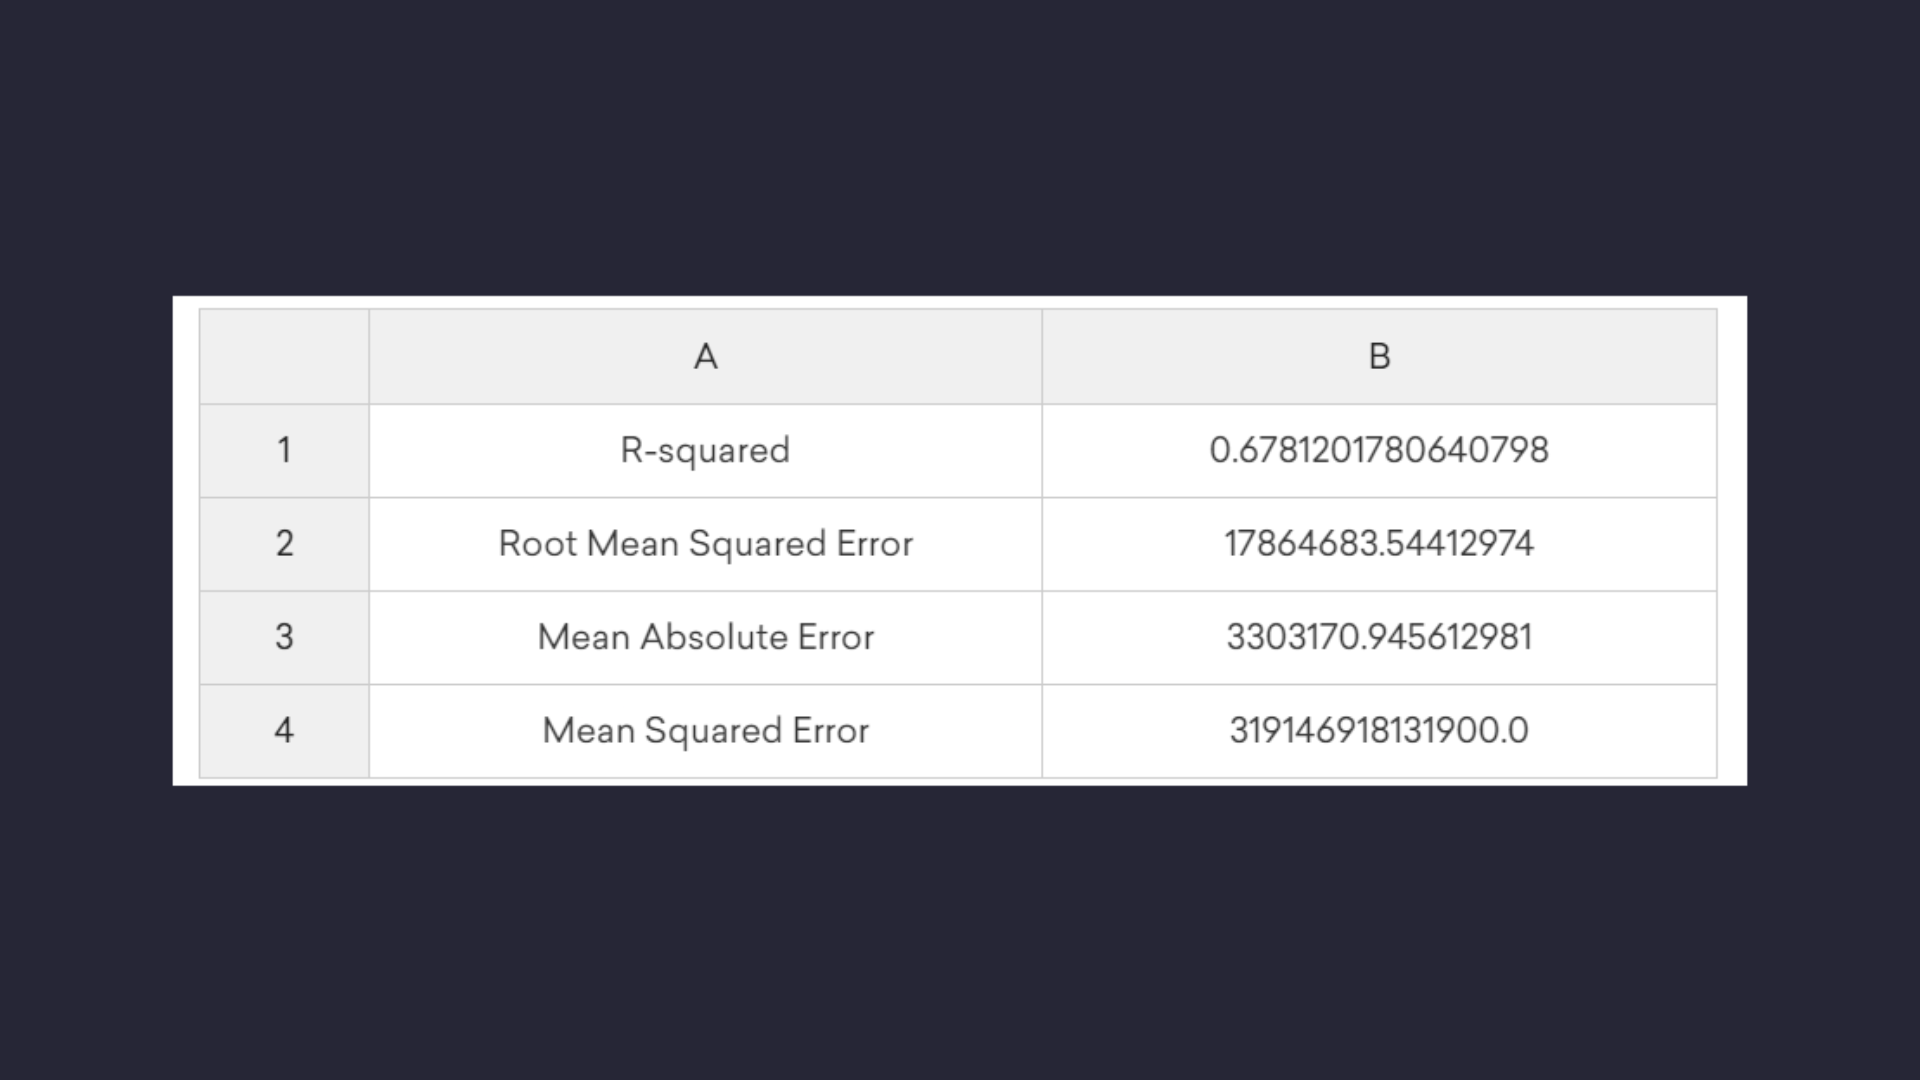 A B
1 R-squared 0.6781201780640798
2 Root Mean Squared Error 17864683.54412974
3 Mean Absolute Error 3303170.945612981
4 Mean Squared Error 319146918131900.0